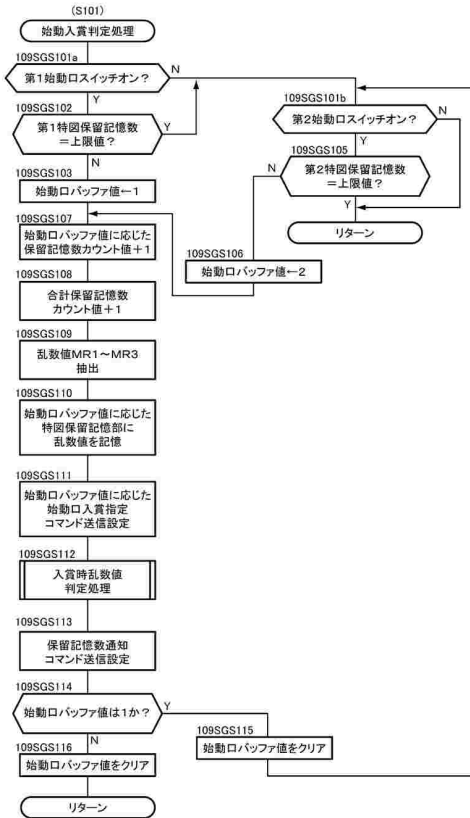 (S101)
始動入賞判定処理
109SGS101a
第1始動口スイッチオン?
N
Y
109SGS102
第1特図保留記憶数
=上限値?
Y
N
109SGS103
始動口バッファ値←1
109SGS101b
第2始動口スイッチオン?
N
Y
109SGS105
第2特図保留記憶数
=上限値?
N
Y
リターン
109SGS106
始動口バッファ値←2
109SGS107
始動口バッファ値に応じた
保留記憶数カウント値+1
109SGS108
合計保留記憶数
カウント値+1
109SGS109
乱数値MR1~MR3
抽出
109SGS110
始動口バッファ値に応じた
特図保留記憶部に
乱数値を記憶
109SGS111
始動口バッファ値に応じた
始動口入賞指定
コマンド送信設定
109SGS112
入賞時乱数値
判定処理
109SGS113
保留記憶数通知
コマンド送信設定
109SGS114
始動口バッファ値は1か?
Y
N
109SGS115
始動口バッファ値をクリア
109SGS116
始動口バッファ値をクリア
リターン